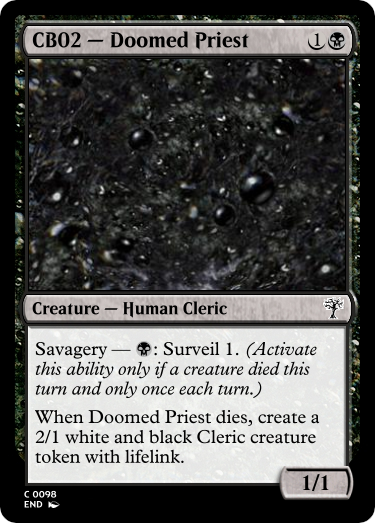 CB02 — Doomed Priest 1
Creature — Human Cleric
Savagery — : Surveil 1. (Activate
this ability only if a creature died this
turn and only once each turn.)
When Doomed Priest dies, create a
2/1 white and black Cleric creature
token with lifelink.
1/1
C 0098
END